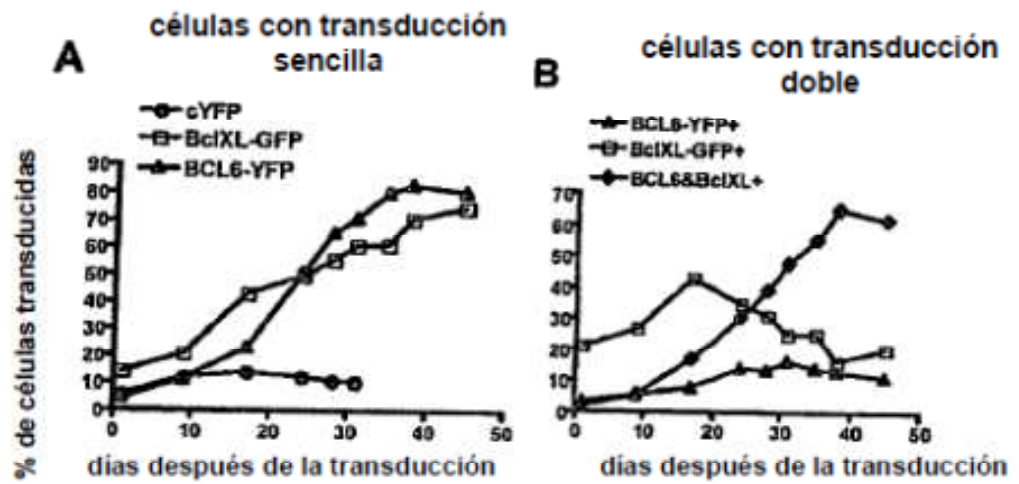 A
células con transducción
sencilla
cYFP
BclXL-GFP
BCL6-YFP
% de células transducidas
90
80
70
60
50
40
30
20
10
0
0 10 20 30 40 50
días después de la transducción
B
células con transducción
doble
BCL6-YFP+
BclXL-GFP+
BCL6&BclXL+
70
60
50
40
30
20
10
0
0 10 20 30 40 50
días después de la transducción